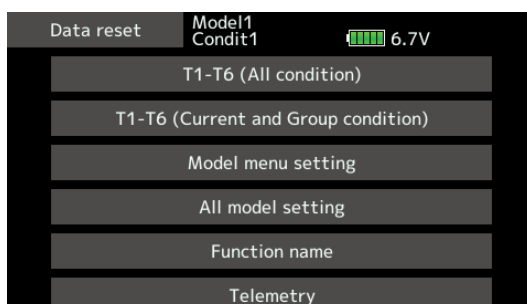 Data reset
Model1
Condit1
6.7V
T1-T6 (All condition)
T1-T6 (Current and Group condition)
Model menu setting
All model setting
Function name
Telemetry